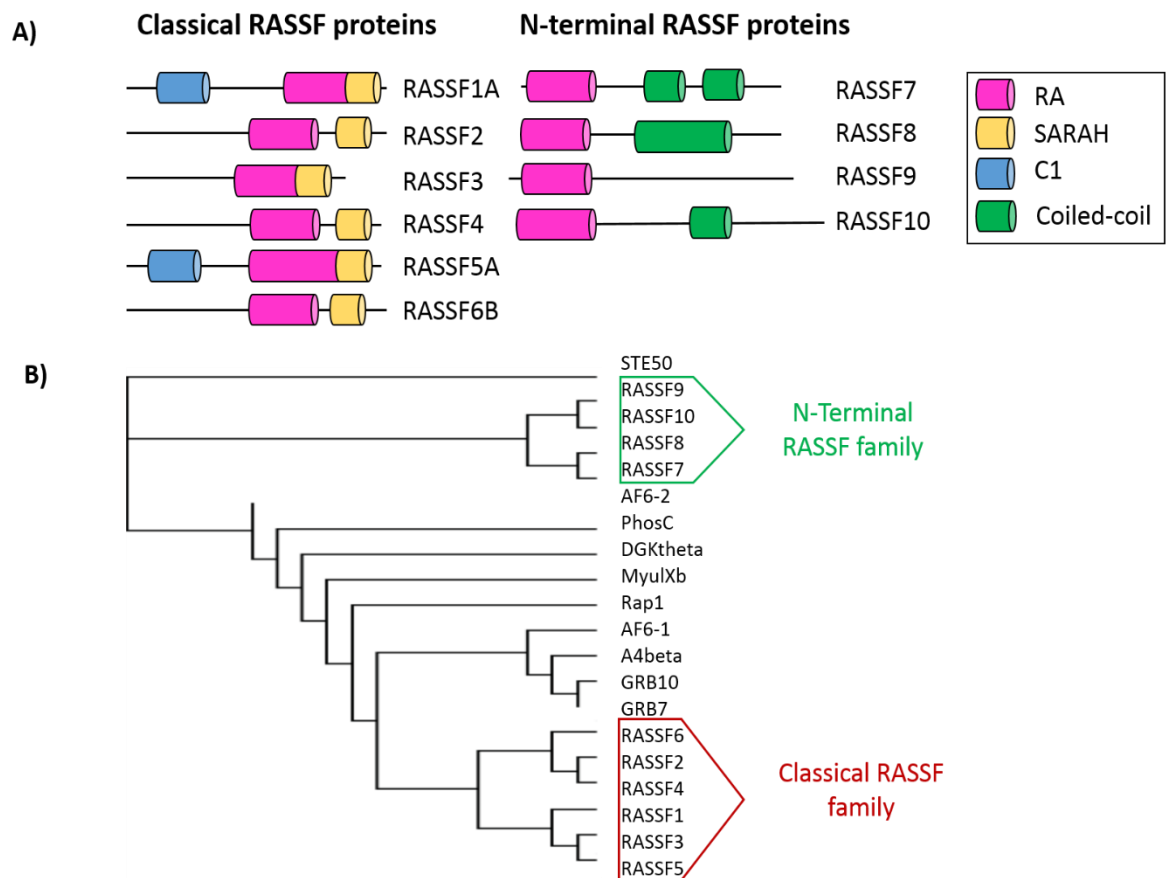 A)
Classical RASSF proteins
N-terminal RASSF proteins
RASSF1A
RASSF2
RASSF3
RASSF4
RASSF5A
RASSF6B
RASSF7
RASSF8
RASSF9
RASSF10
RA
SARAH
C1
Coiled-coil
B)
STE50
RASSF9
RASSF10
RASSF8
RASSF7
AF6-2
PhosC
DGKtheta
MyulXb
Rap1
AF6-1
A4beta
GRB10
GRB7
RASSF6
RASSF2
RASSF4
RASSF1
RASSF3
RASSF5
N-Terminal
RASSF family
Classical RASSF
family